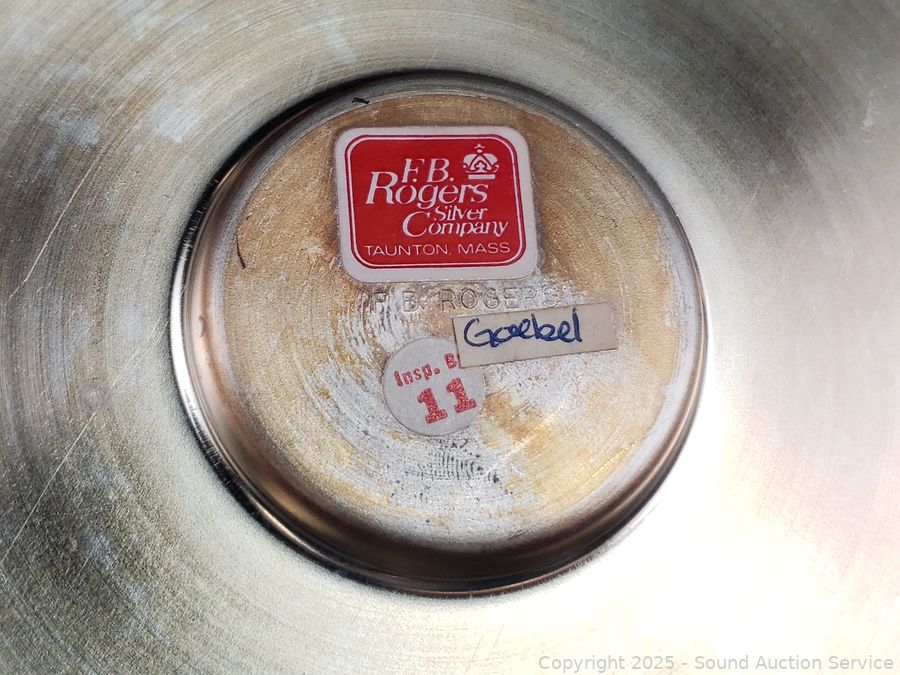 F.B.
Rogers
Silver
Company
TAUNTON, MASS
F. B. ROGERS
Goebel
Insp. B
11
Copyright 2025 - Sound Auction Service